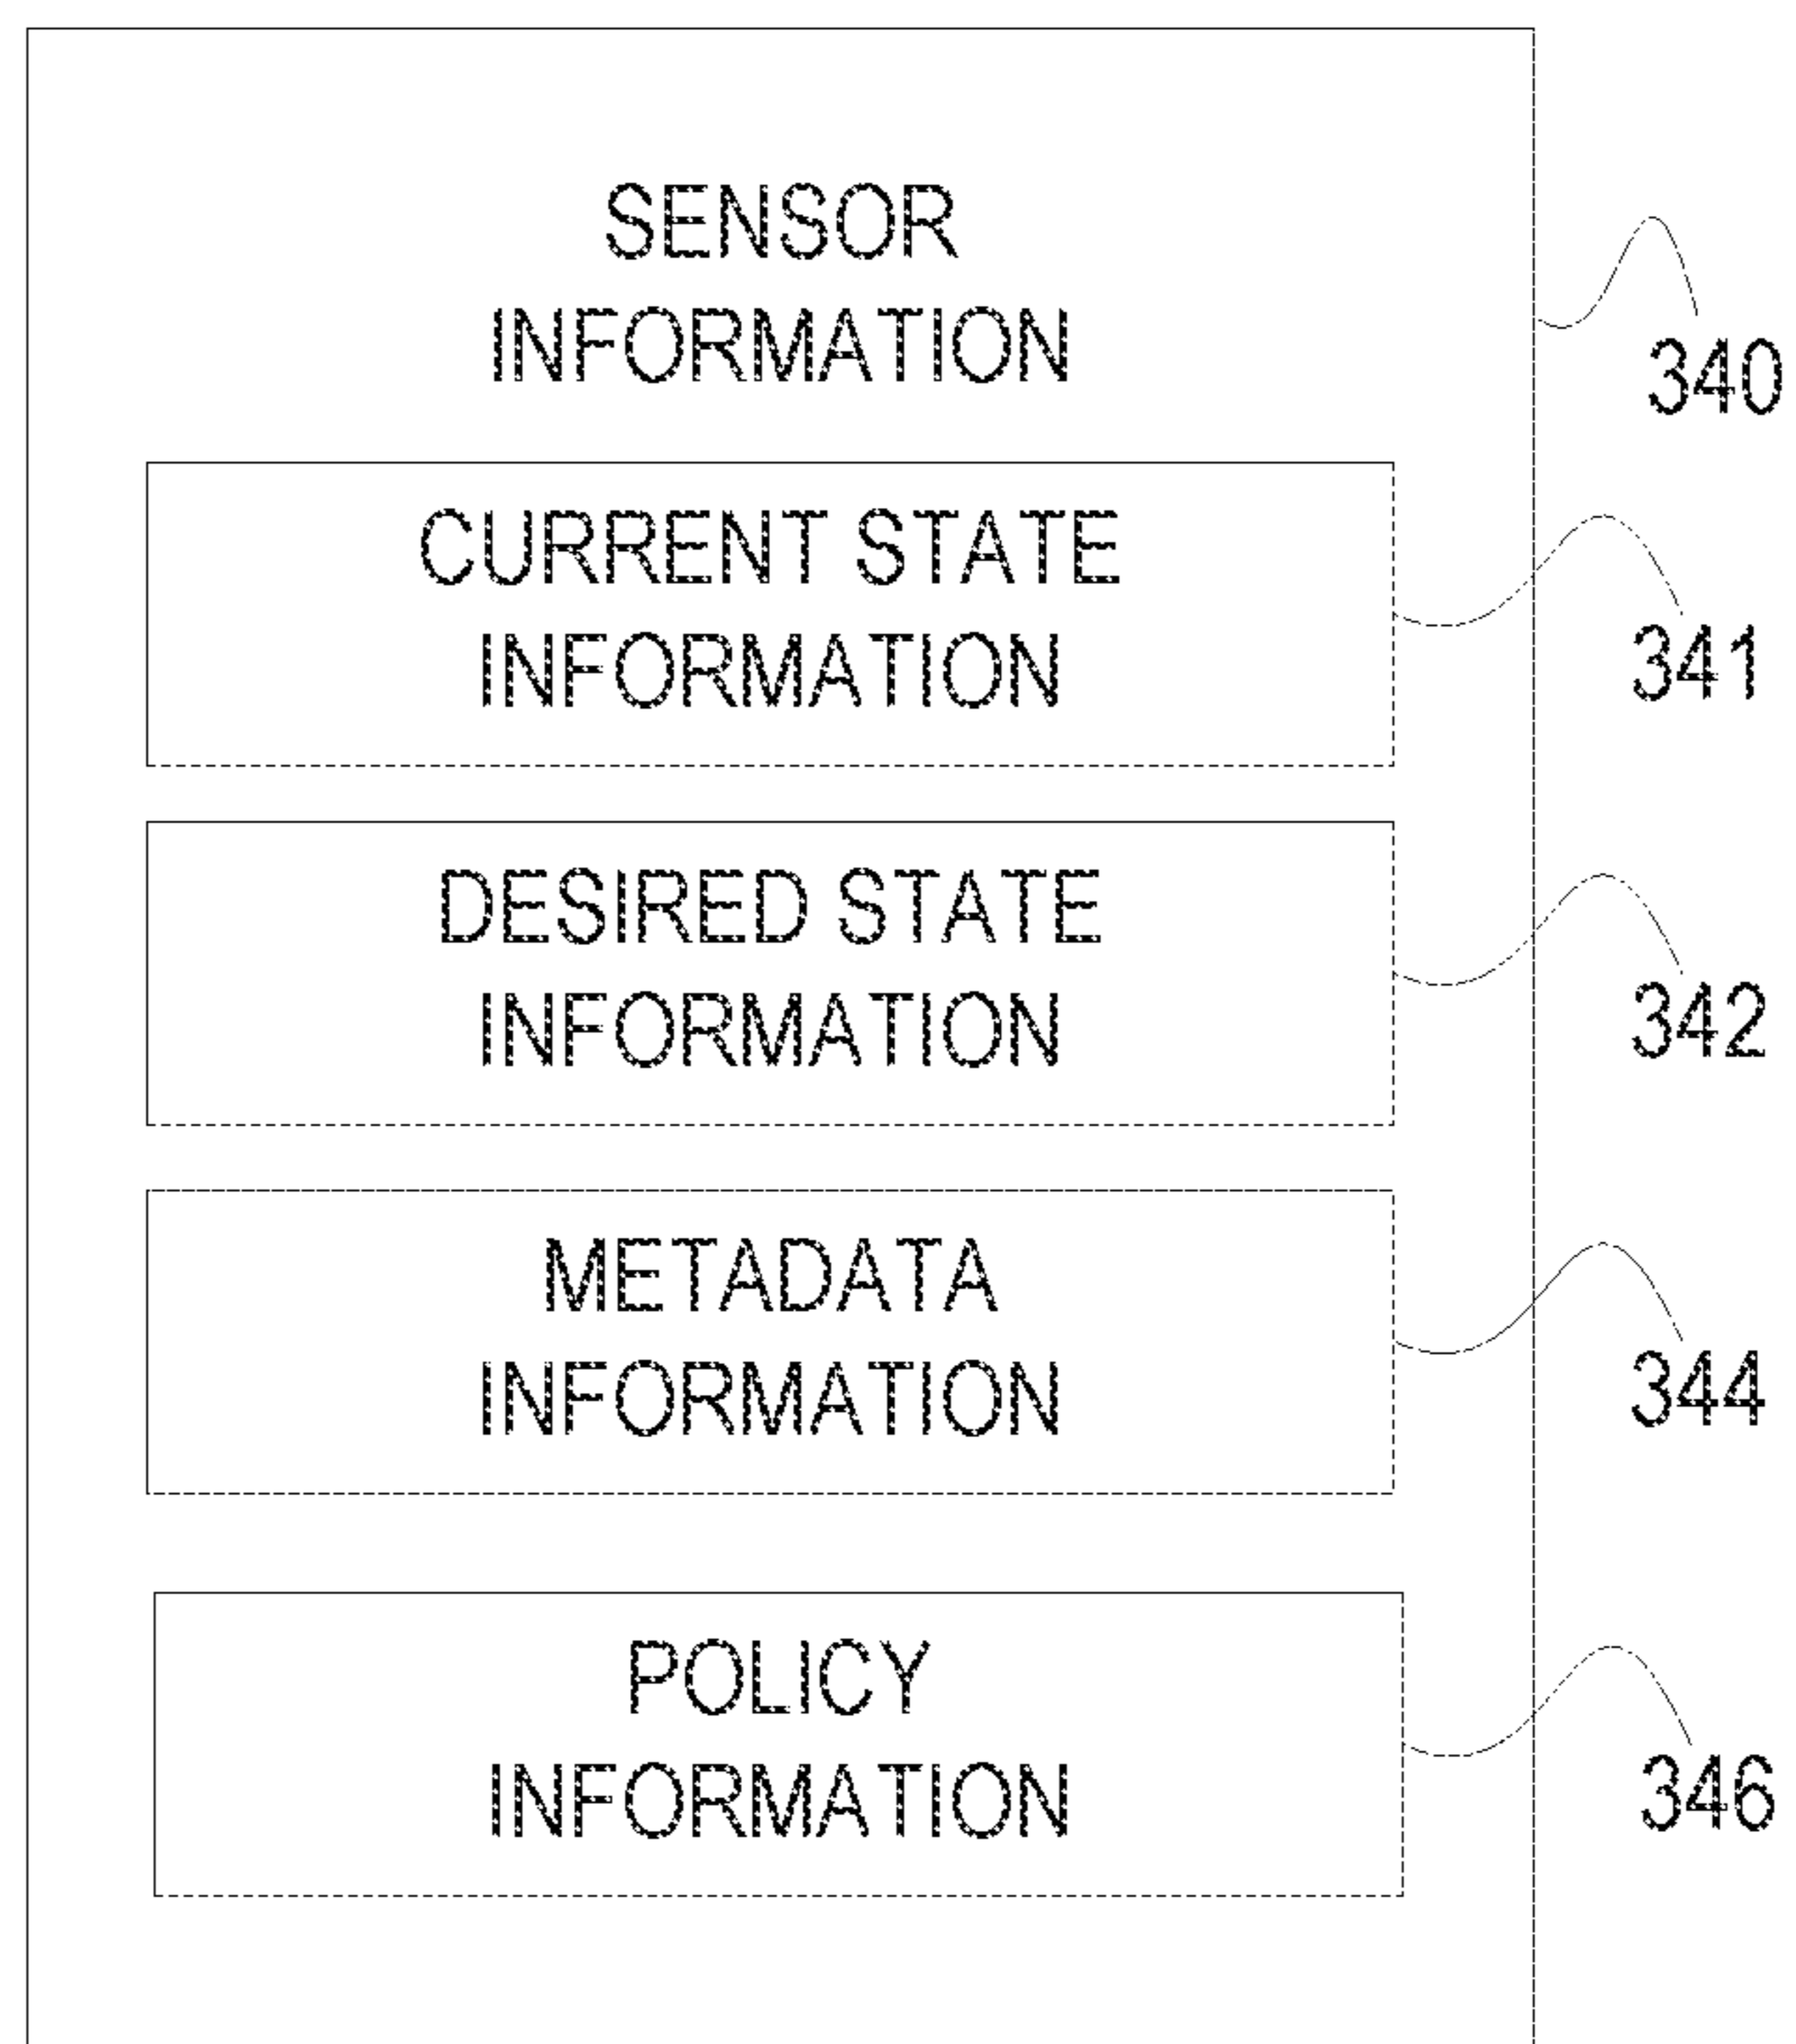 SENSOR
INFORMATION
340
CURRENT STATE
INFORMATION
341
DESIRED STATE
INFORMATION
342
METADATA
INFORMATION
344
POLICY
INFORMATION
346